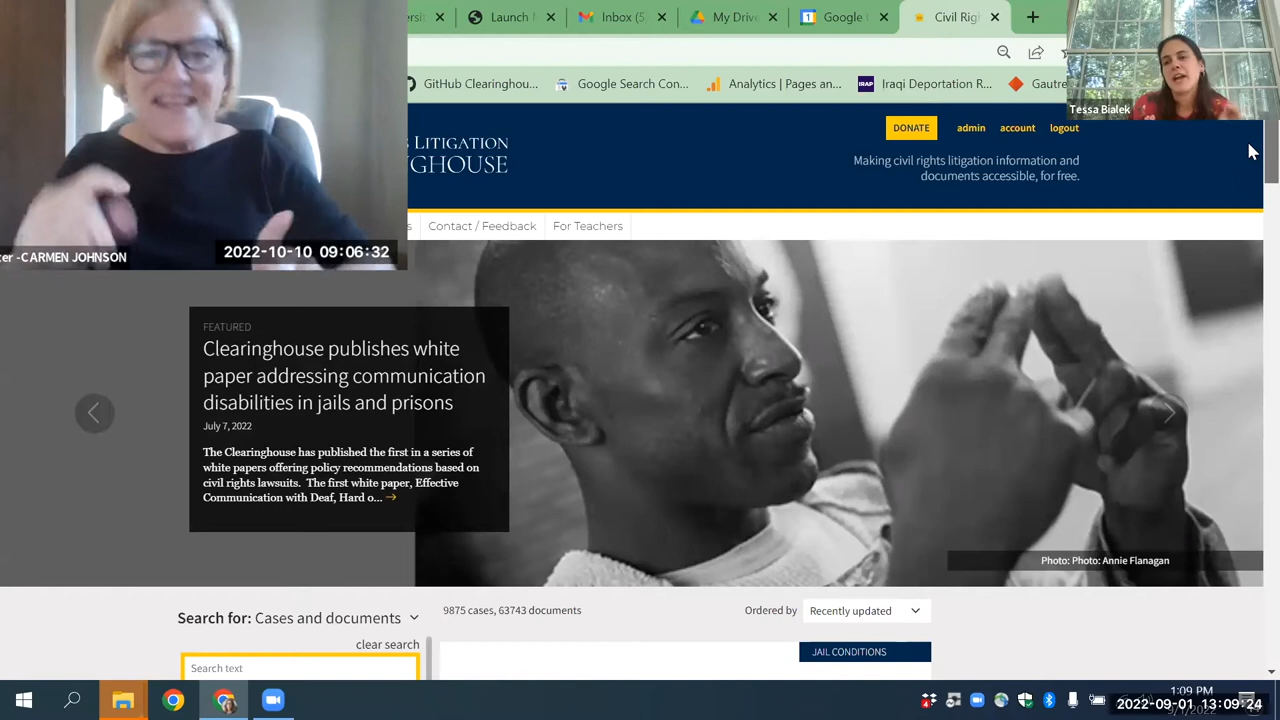 ersit
Launch M
Inbox (5
My Drive
Google C
Civil Rig
GitHub Clearinghou...
Google Search Con...
Analytics | Pages an...
IRAP
Iraqi Deportation R...
Gautre
Tessa Bialek
LITIGATION
NGHOUSE
DONATE
admin
account
logout
Making civil rights litigation information and
documents accessible, for free.
Contact / Feedback
For Teachers
2022-10-10 09:06:32
ter -CARMEN JOHNSON
FEATURED
Clearinghouse publishes white
paper addressing communication
disabilities in jails and prisons
July 7, 2022
The Clearinghouse has published the first in a series of
white papers offering policy recommendations based on
civil rights lawsuits. The first white paper, Effective
Communication with Deaf, Hard o... →
Photo: Photo: Annie Flanagan
Search for: Cases and documents
clear search
Search text
9875 cases, 63743 documents
Ordered by
Recently updated
JAIL CONDITIONS
1:09 PM
2022-09-01 13:09:24